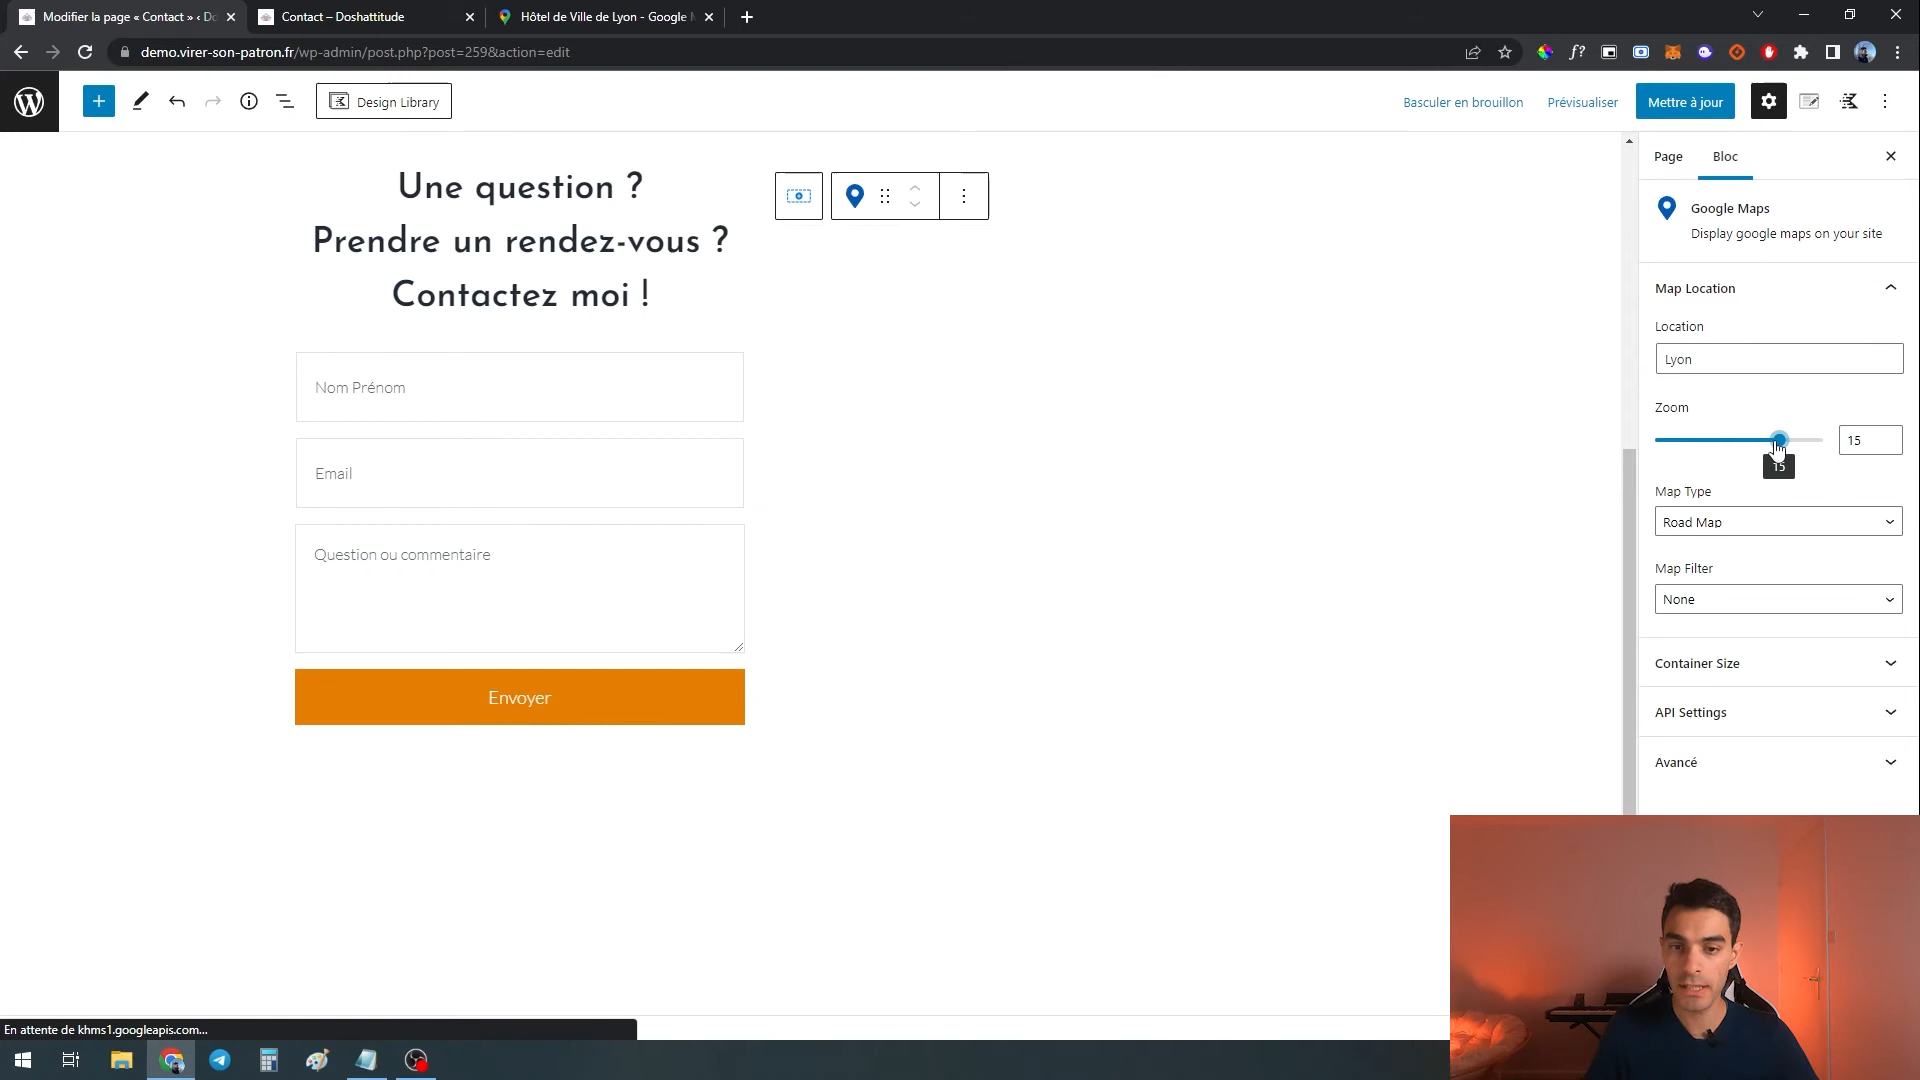 Modifier la page « Contact » ‹ Do
Contact – Doshattitude
Hôtel de Ville de Lyon - Google M
demo.virer-son-patron.fr/wp-admin/post.php?post=259&action=edit
Design Library
Basculer en brouillon
Prévisualiser
Mettre à jour
Page
Bloc
Google Maps
Display google maps on your site
Une question ?
Prendre un rendez-vous ?
Contactez moi !
Nom Prénom
Email
Question ou commentaire
Envoyer
Map Location
Location
Lyon
Zoom
15
15
Map Type
Road Map
Map Filter
None
Container Size
API Settings
Avancé
En attente de khms1.googleapis.com...